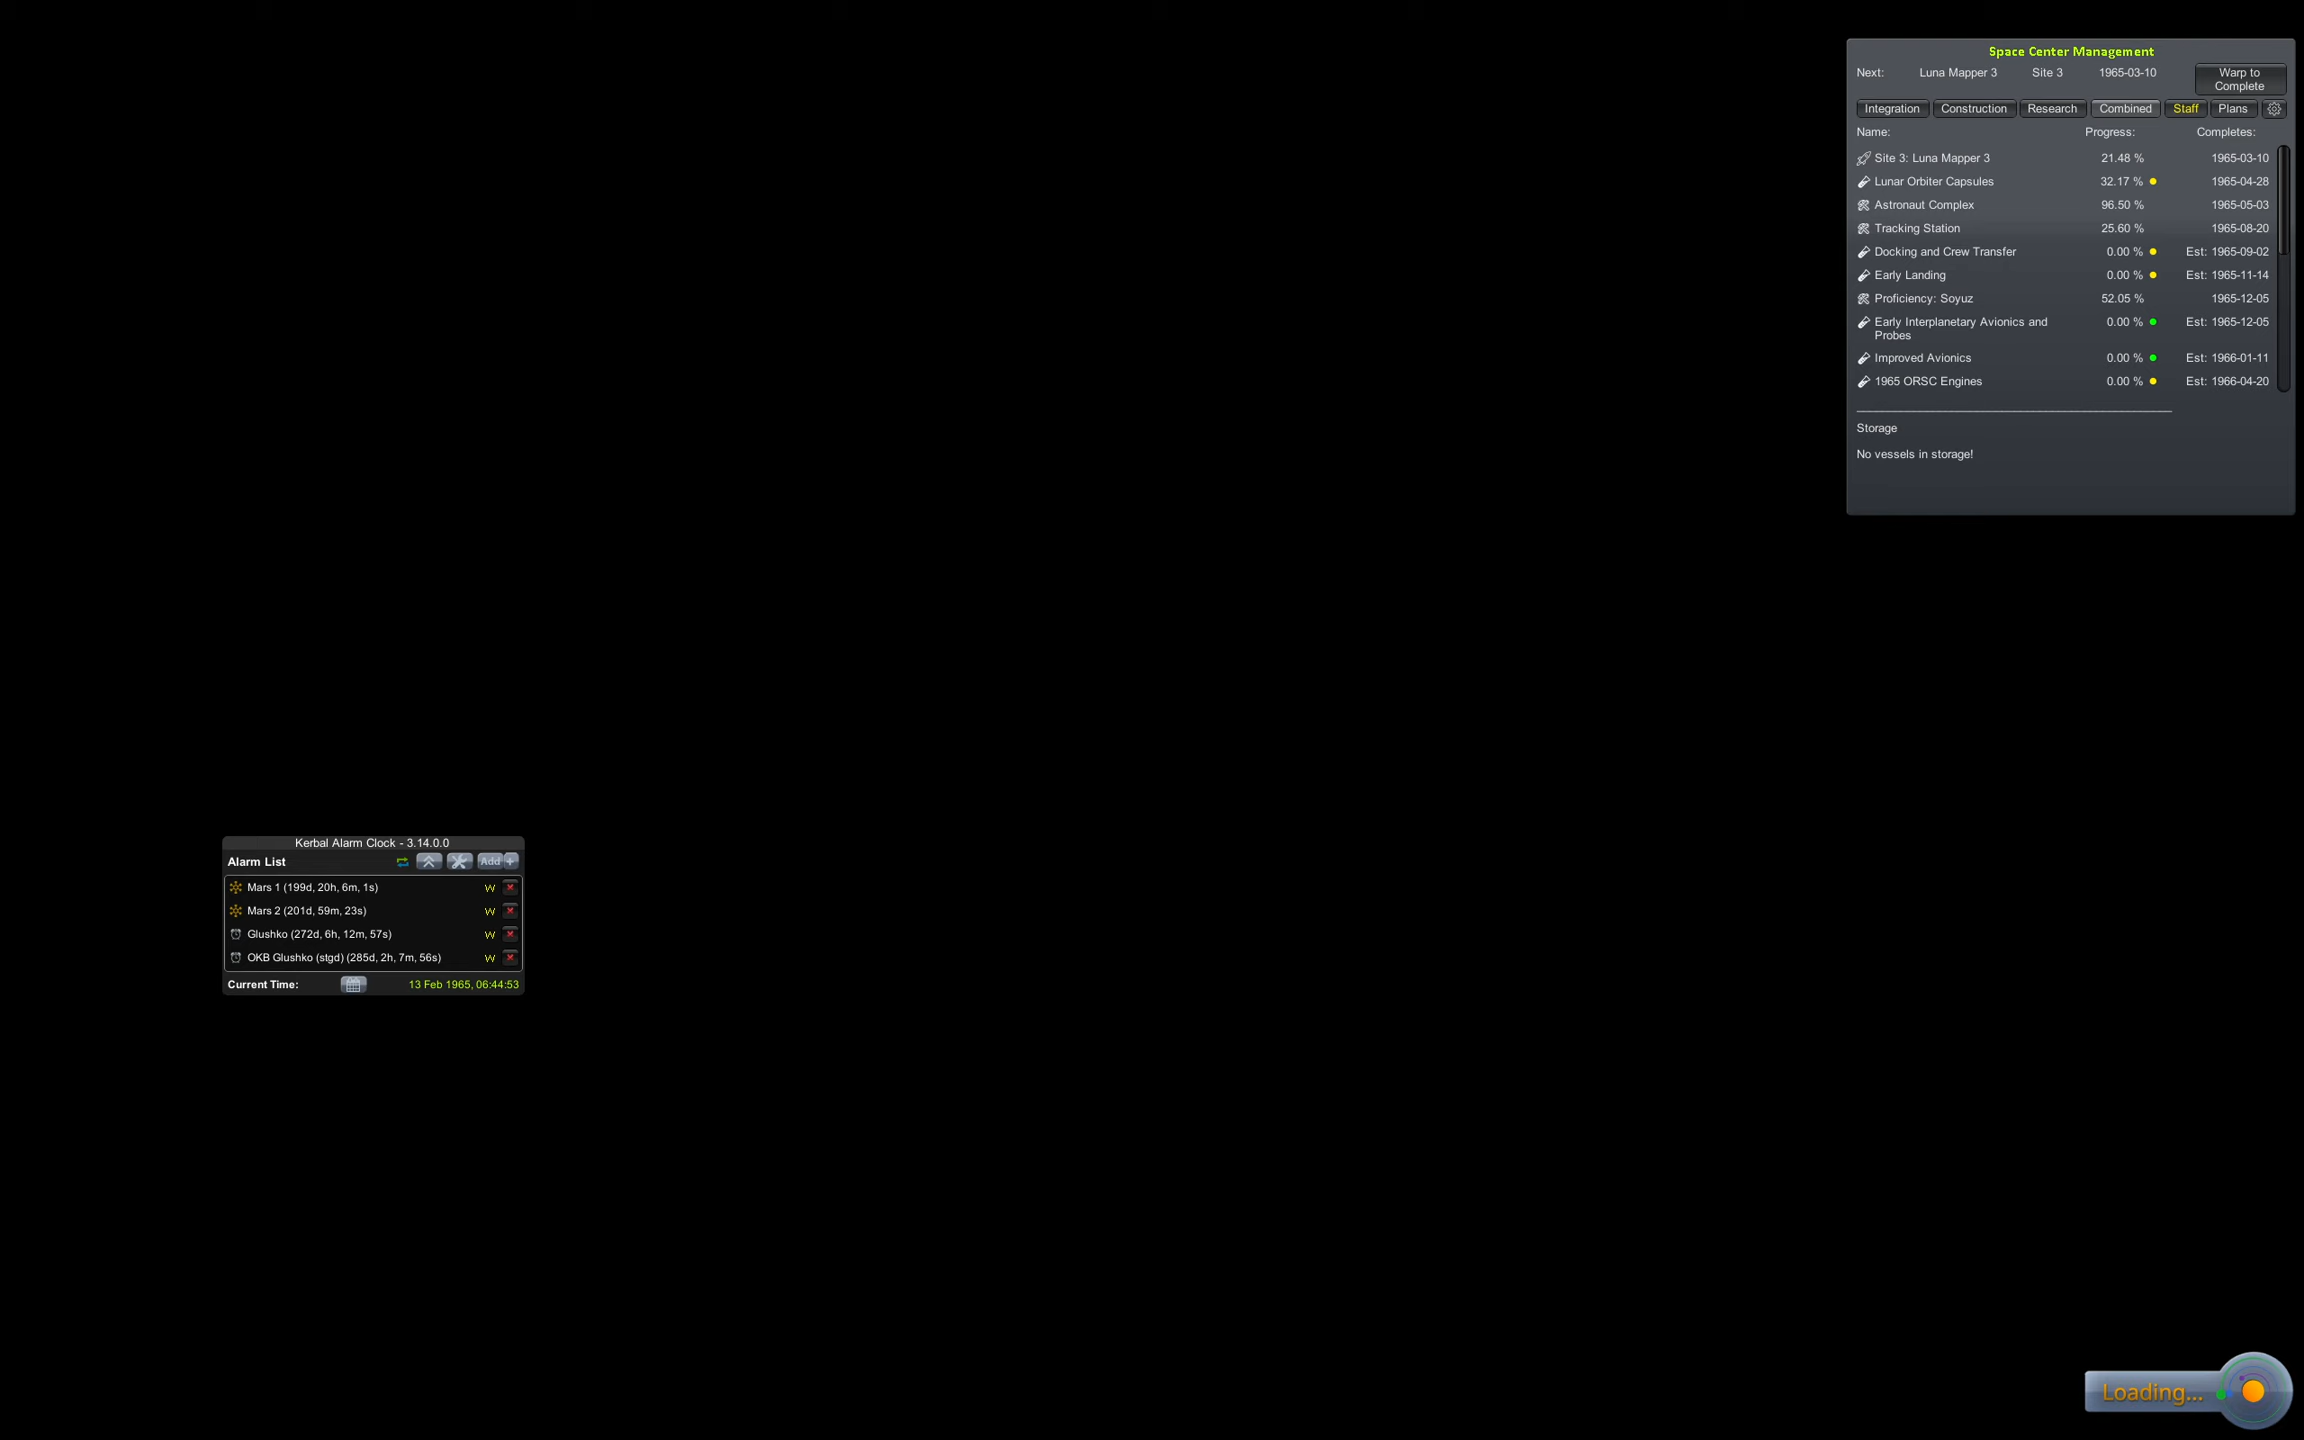 Space Center Management
Next: Luna Mapper 3 Site 3 1965-03-10 Warp to
Complete
Integration Construction Research Combined Staff Plans
Name: Progress: Completes:
Site 3: Luna Mapper 3 21.48 % 1965-03-10
Lunar Orbiter Capsules 32.17 % 1965-04-28
Astronaut Complex 96.50 % 1965-05-03
Tracking Station 25.60 % 1965-08-20
Docking and Crew Transfer 0.00 % Est: 1965-09-02
Early Landing 0.00 % Est: 1965-11-14
Proficiency: Soyuz 52.05 % 1965-12-05
Early Interplanetary Avionics and 0.00 % Est: 1965-12-05
Probes
Improved Avionics 0.00 % Est: 1966-01-11
1965 ORSC Engines 0.00 % Est: 1966-04-20
Storage
No vessels in storage!
Kerbal Alarm Clock - 3.14.0.0
Alarm List Add +
Mars 1 (199d, 20h, 6m, 1s) W
Mars 2 (201d, 59m, 23s) W
Glushko (272d, 6h, 12m, 57s) W
OKB Glushko (stgd) (285d, 2h, 7m, 56s) W
Current Time: 13 Feb 1965, 06:44:53
Loading...